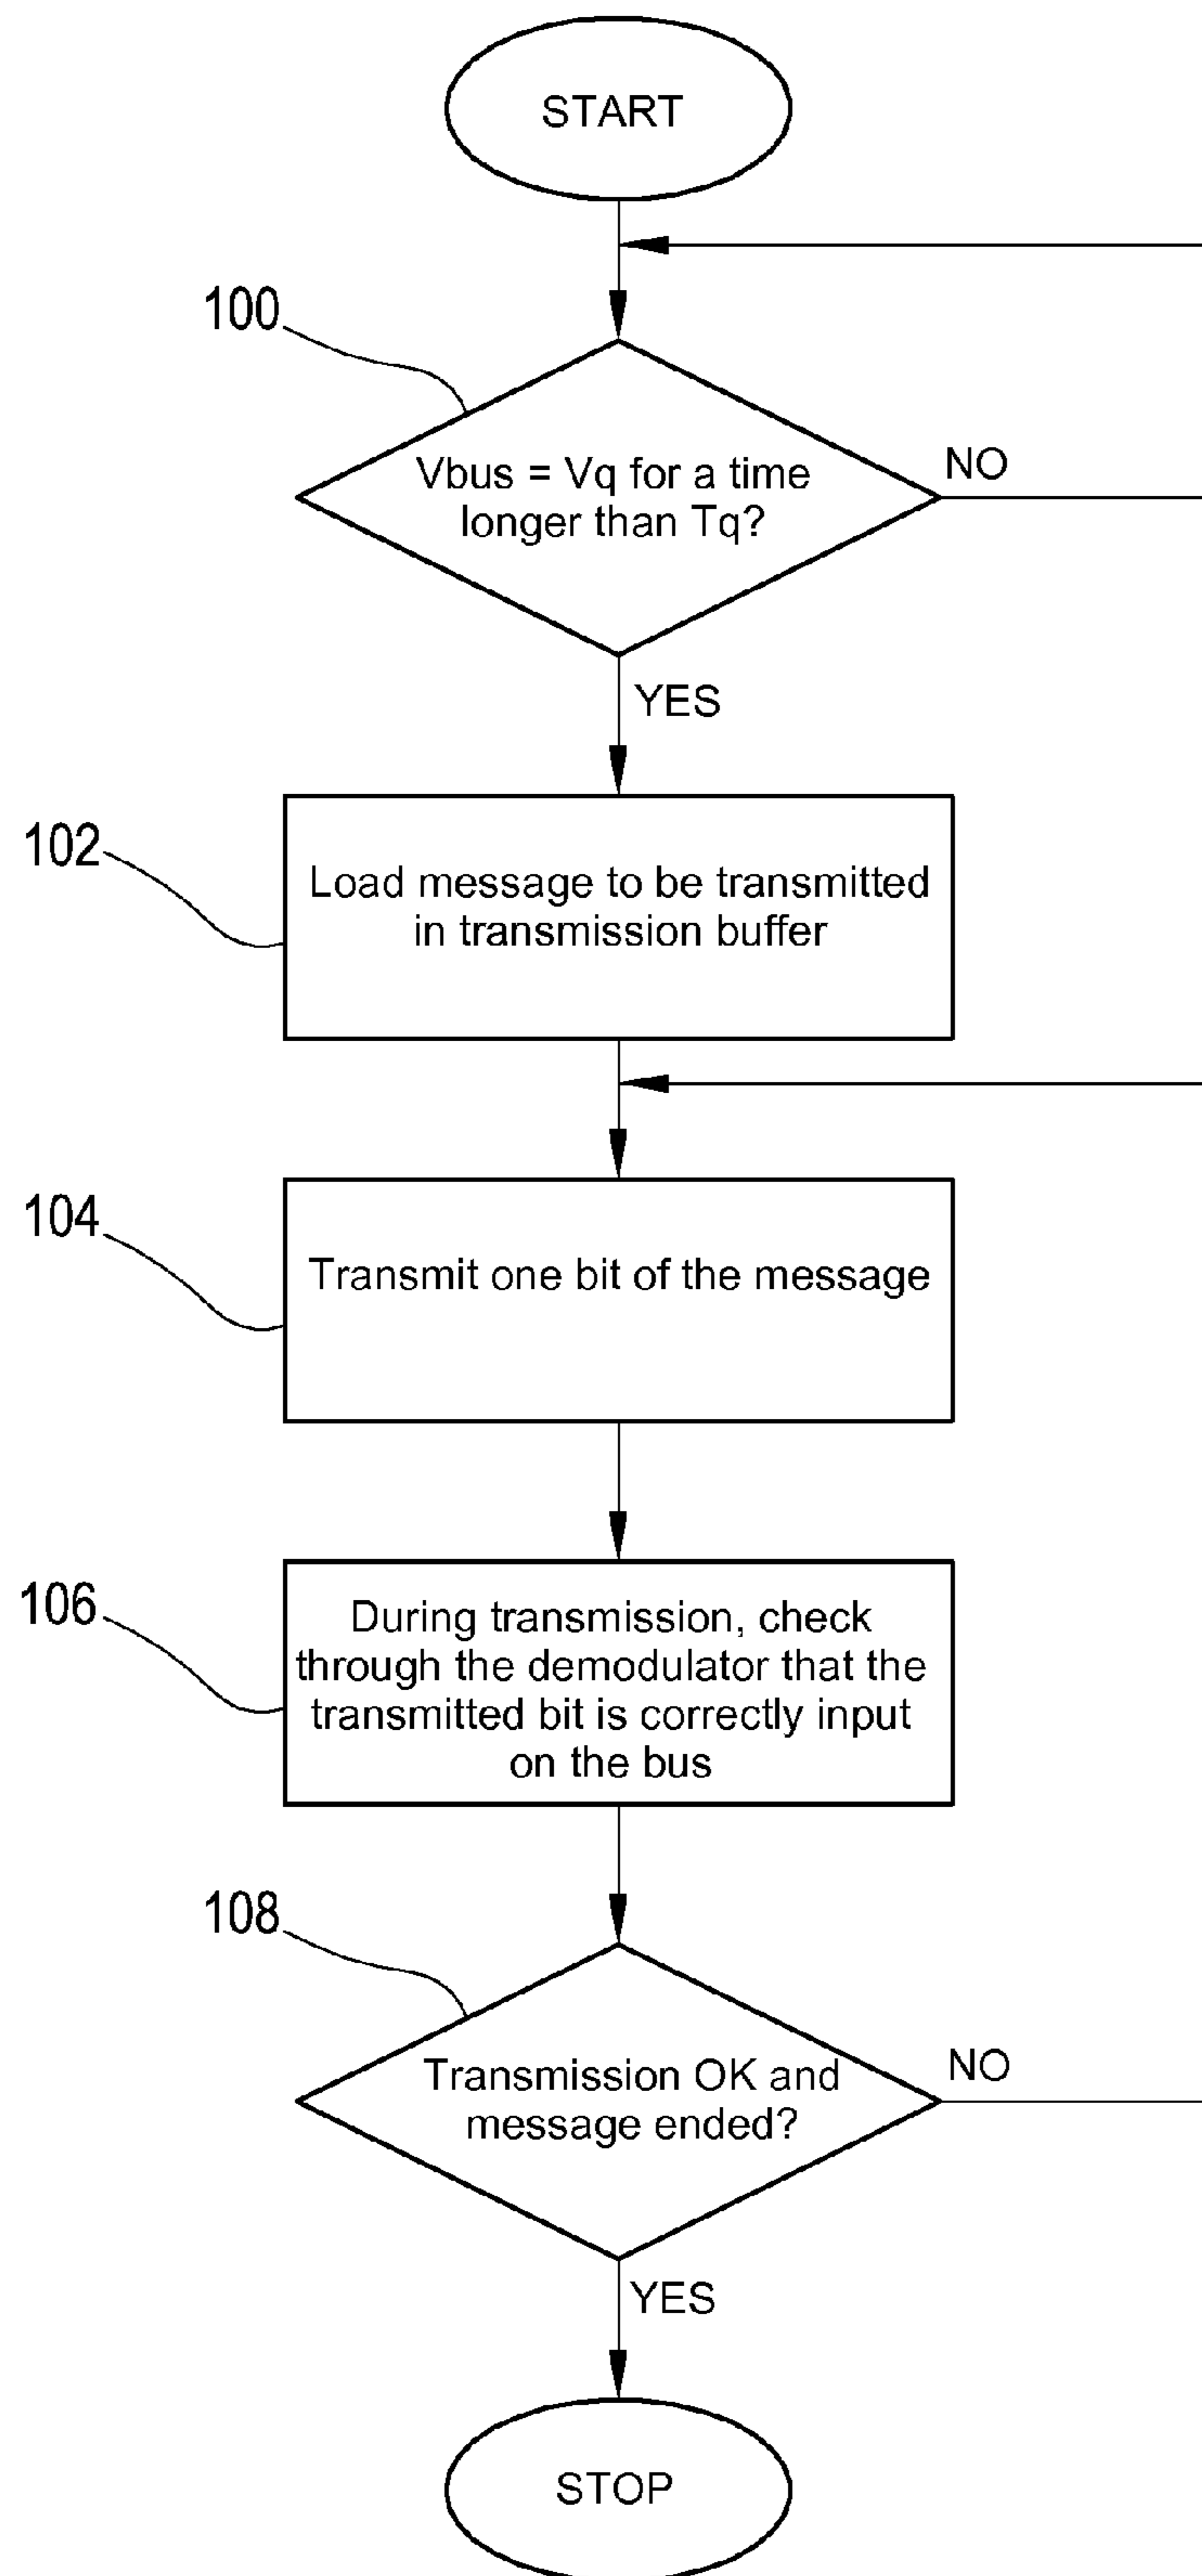 START
100
Vbus = Vq for a time
longer than Tq?
NO
YES
102
Load message to be transmitted
in transmission buffer
104
Transmit one bit of the message
106
During transmission, check
through the demodulator that the
transmitted bit is correctly input
on the bus
108
Transmission OK and
message ended?
NO
YES
STOP